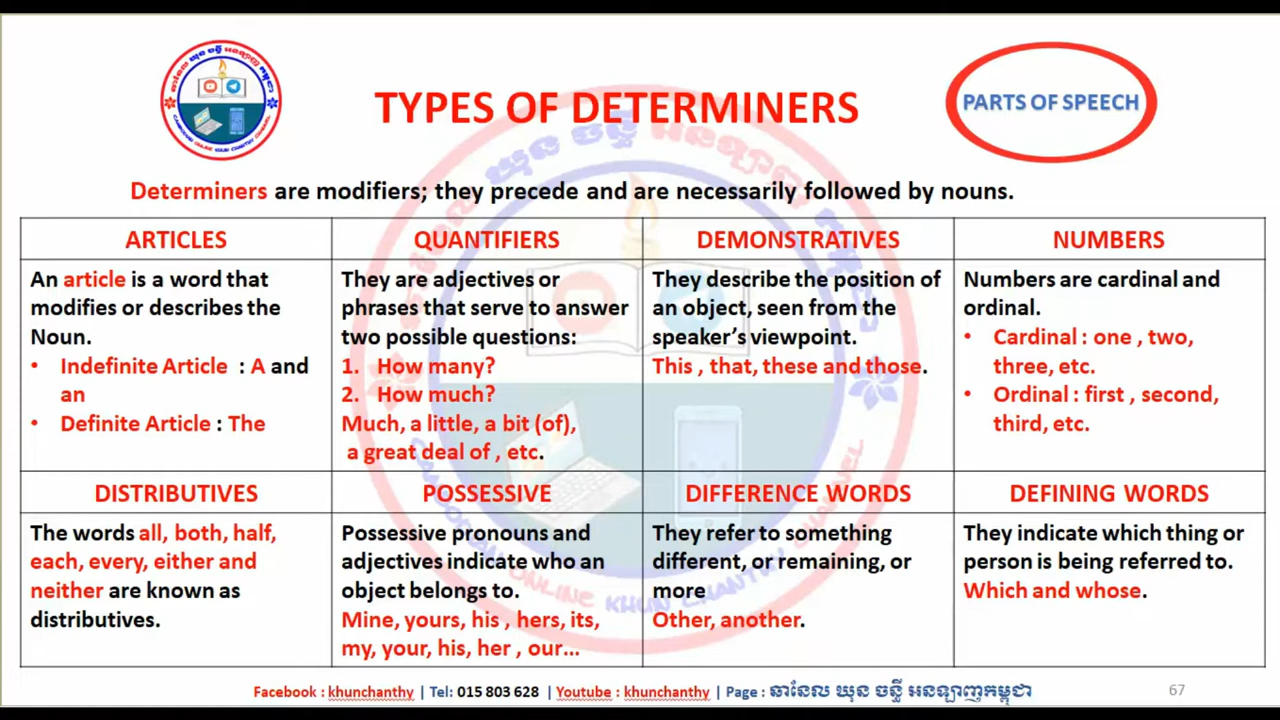 TYPES OF DETERMINERS
PARTS OF SPEECH
Determiners are modifiers; they precede and are necessarily followed by nouns.
ARTICLES
An article is a word that
modifies or describes the
Noun.
• Indefinite Article : A and
an
• Definite Article : The
QUANTIFIERS
They are adjectives or
phrases that serve to answer
two possible questions:
1. How many?
2. How much?
Much, a little, a bit (of),
a great deal of , etc.
DEMONSTRATIVES
They describe the position of
an object, seen from the
speaker’s viewpoint.
This , that, these and those.
NUMBERS
Numbers are cardinal and
ordinal.
• Cardinal : one , two,
three, etc.
• Ordinal : first , second,
third, etc.
DISTRIBUTIVES
The words all, both, half,
each, every, either and
neither are known as
distributives.
POSSESSIVE
Possessive pronouns and
adjectives indicate who an
object belongs to.
Mine, yours, his , hers, its,
my, your, his, her , our...
DIFFERENCE WORDS
They refer to something
different, or remaining, or
more
Other, another.
DEFINING WORDS
They indicate which thing or
person is being referred to.
Which and whose.
Facebook : khunchanthy | Tel: 015 803 628 | Youtube : khunchanthy | Page : ឆានែល ឃុន ចន្ធី អនឡាញកម្ពុជា
67